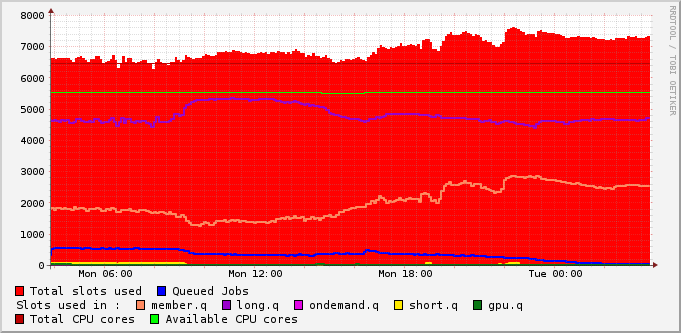 8000
7000
6000
5000
4000
3000
2000
1000
0
Mon 06:00 Mon 12:00 Mon 18:00 Tue 00:00
Total slots used Queued Jobs
Slots used in : member.q long.q ondemand.q short.q gpu.q
Total CPU cores Available CPU cores
RRDTOOL / TOBI OETIKER